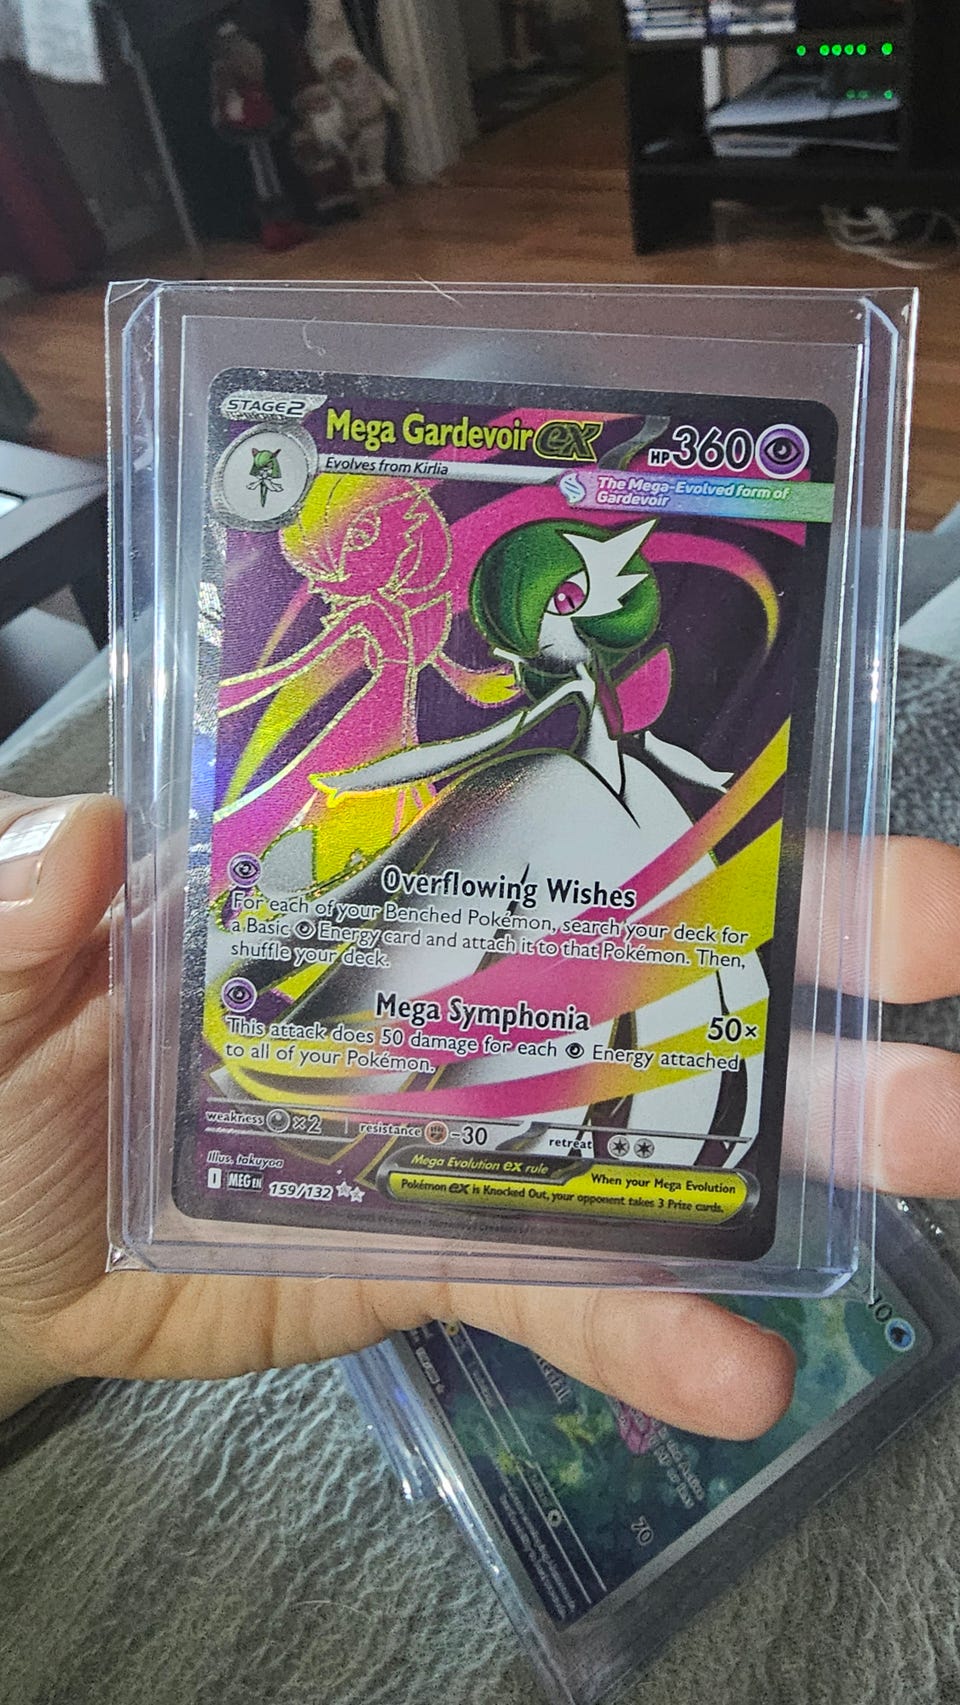 STAGE2
Mega Gardevoir ex
HP 360
Evolves from Kirlia
The Mega-Evolved form of
Gardevoir
Overflowing Wishes
For each of your Benched Pokémon, search your deck for
a Basic Energy card and attach it to that Pokémon. Then,
shuffle your deck.
Mega Symphonia
50×
This attack does 50 damage for each Energy attached
to all of your Pokémon.
weakness ×2
resistance -30
retreat
Illus. takuyoa
I MEG EN 159/132
Mega Evolution ex rule
When your Mega Evolution
Pokémon ex is Knocked Out, your opponent takes 3 Prize cards.
70